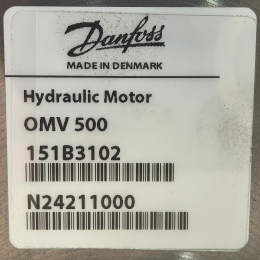 Danfoss
MADE IN DENMARK
Hydraulic Motor
OMV 500
151B3102
N24211000